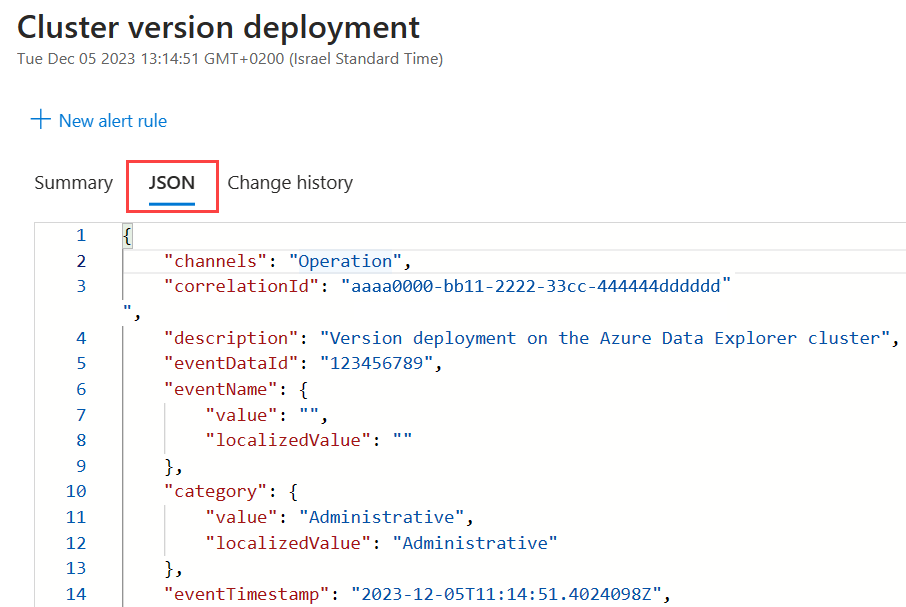 Cluster version deployment
Tue Dec 05 2023 13:14:51 GMT+0200 (Israel Standard Time)
+ New alert rule
Summary JSON Change history
1 {
2 "channels": "Operation",
3 "correlationId": "aaaa0000-bb11-2222-33cc-444444dddddd"
",
4 "description": "Version deployment on the Azure Data Explorer cluster",
5 "eventDataId": "123456789",
6 "eventName": {
7 "value": "",
8 "localizedValue": ""
9 },
10 "category": {
11 "value": "Administrative",
12 "localizedValue": "Administrative"
13 },
14 "eventTimestamp": "2023-12-05T11:14:51.4024098Z",